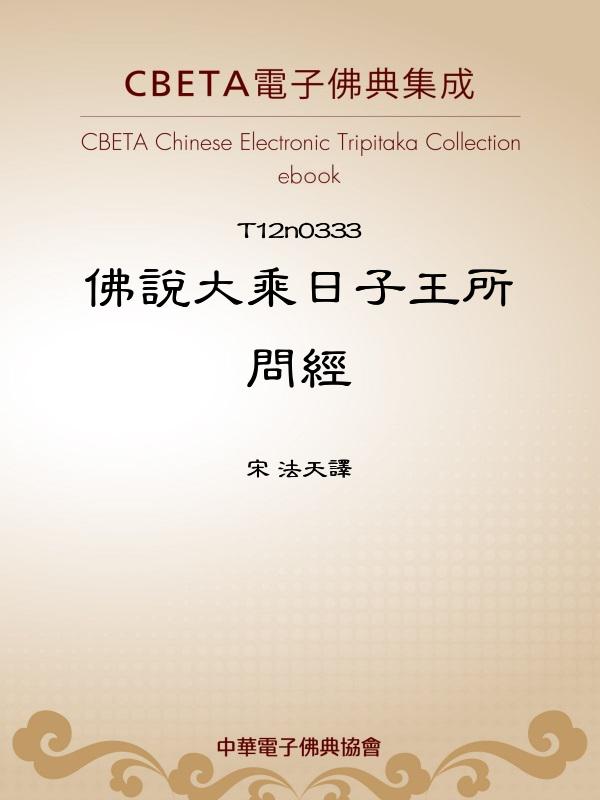 CBETA電子佛典集成
CBETA Chinese Electronic Tripitaka Collection
ebook
T12n0333
佛說大乘日子王所
問經
宋 法天譯
中華電子佛典協會